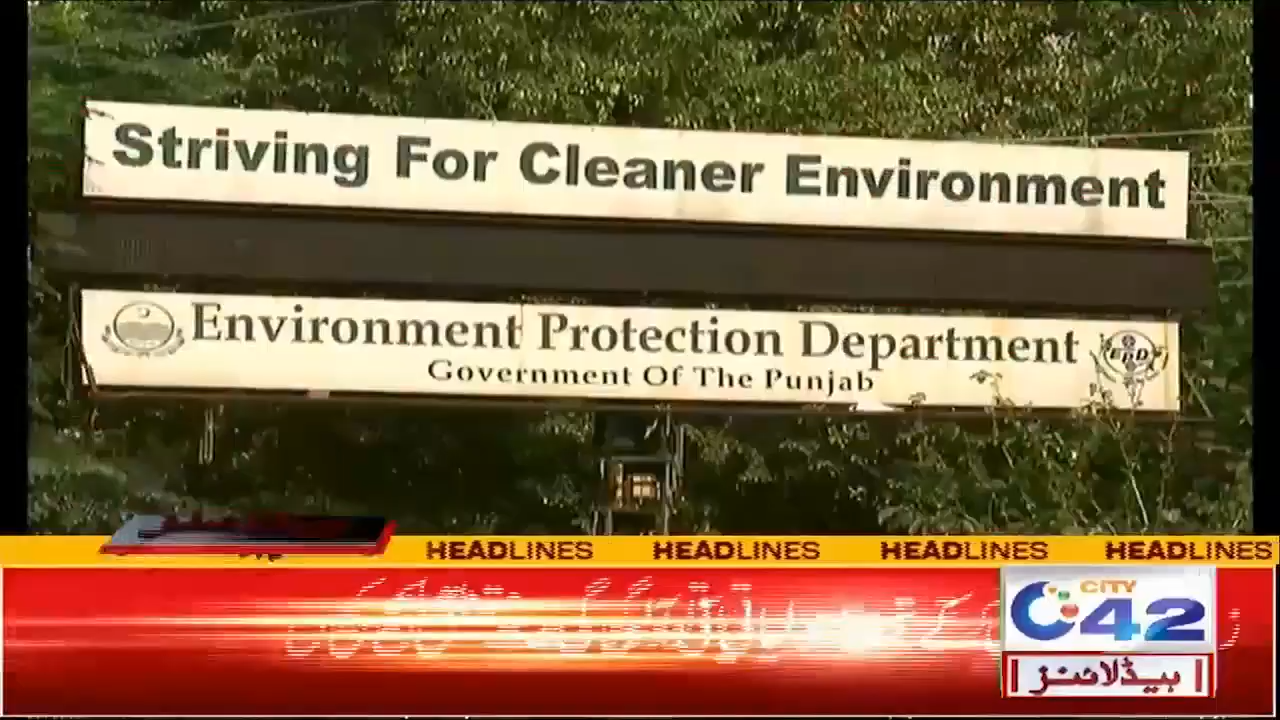 Striving For Cleaner Environment
Environment Protection Department
EPD
Government Of The Punjab
HEADLINES HEADLINES HEADLINES HEADLINES
CITY
42
ہیڈلائنز